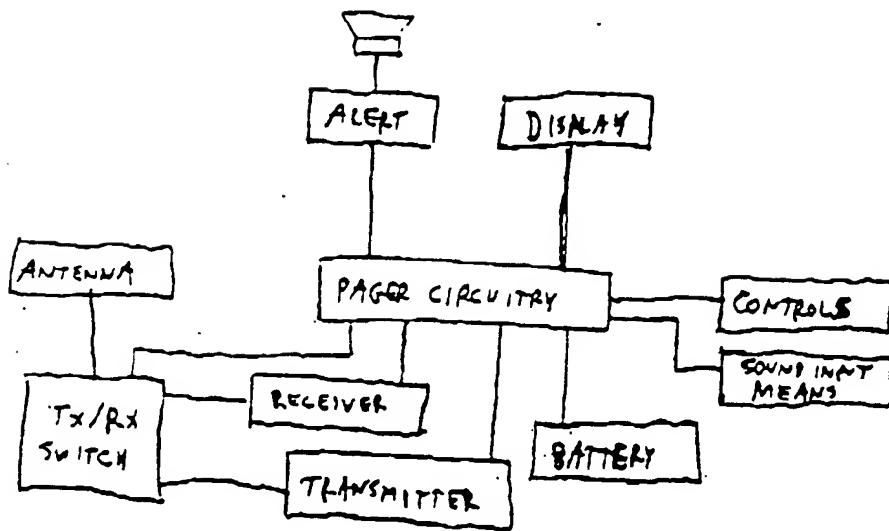 ALERT
DISPLAY
ANTENNA
PAGER CIRCUITRY
CONTROLS
SOUND INPUT
MEANS
RECEIVER
TX/RX
SWITCH
BATTERY
TRANSMITTER